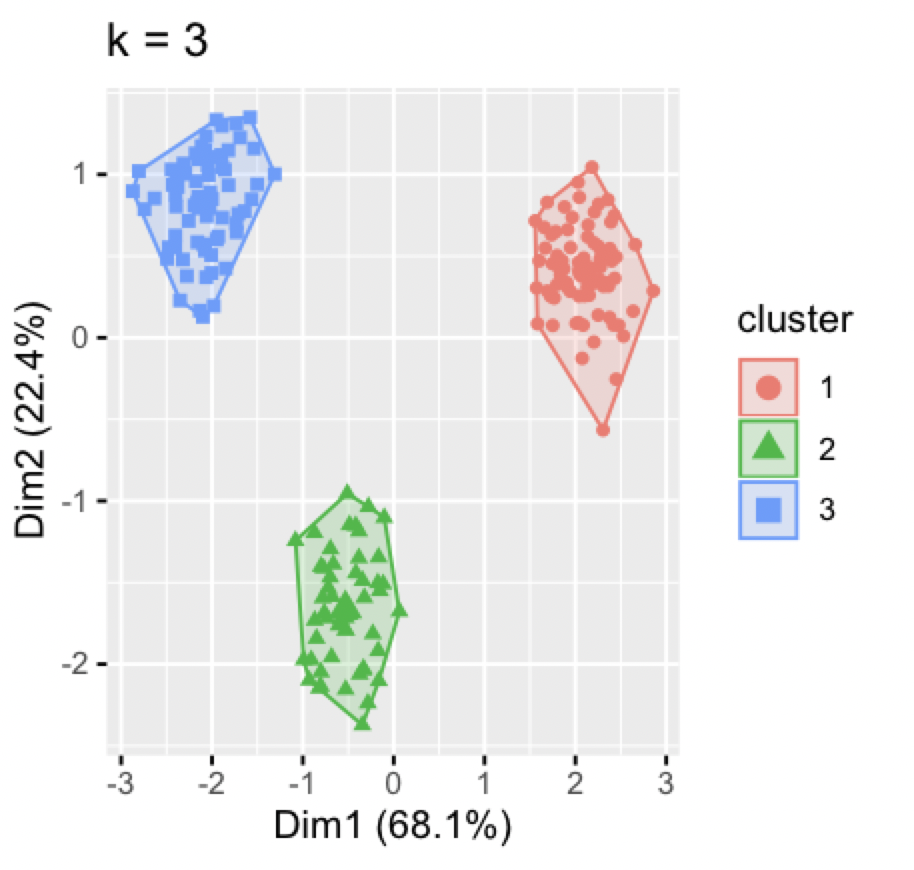 k = 3
Dim2 (22.4%)
1
0
-1
-2
-3 -2 -1 0 1 2 3
Dim1 (68.1%)
cluster
1
2
3